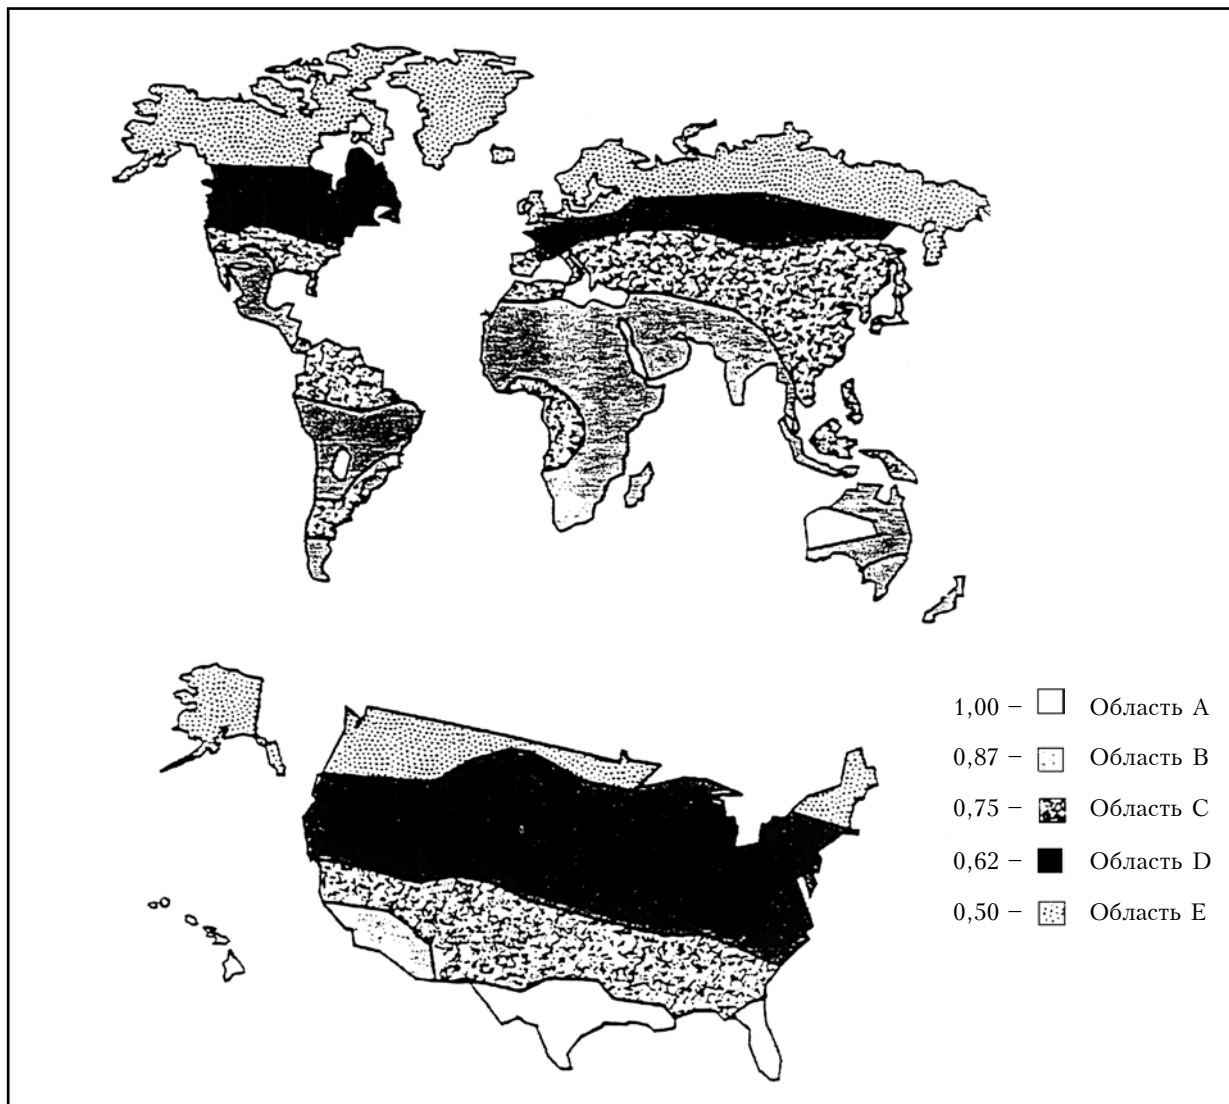 1,00 – Область A
0,87 – Область B
0,75 – Область C
0,62 – Область D
0,50 – Область E